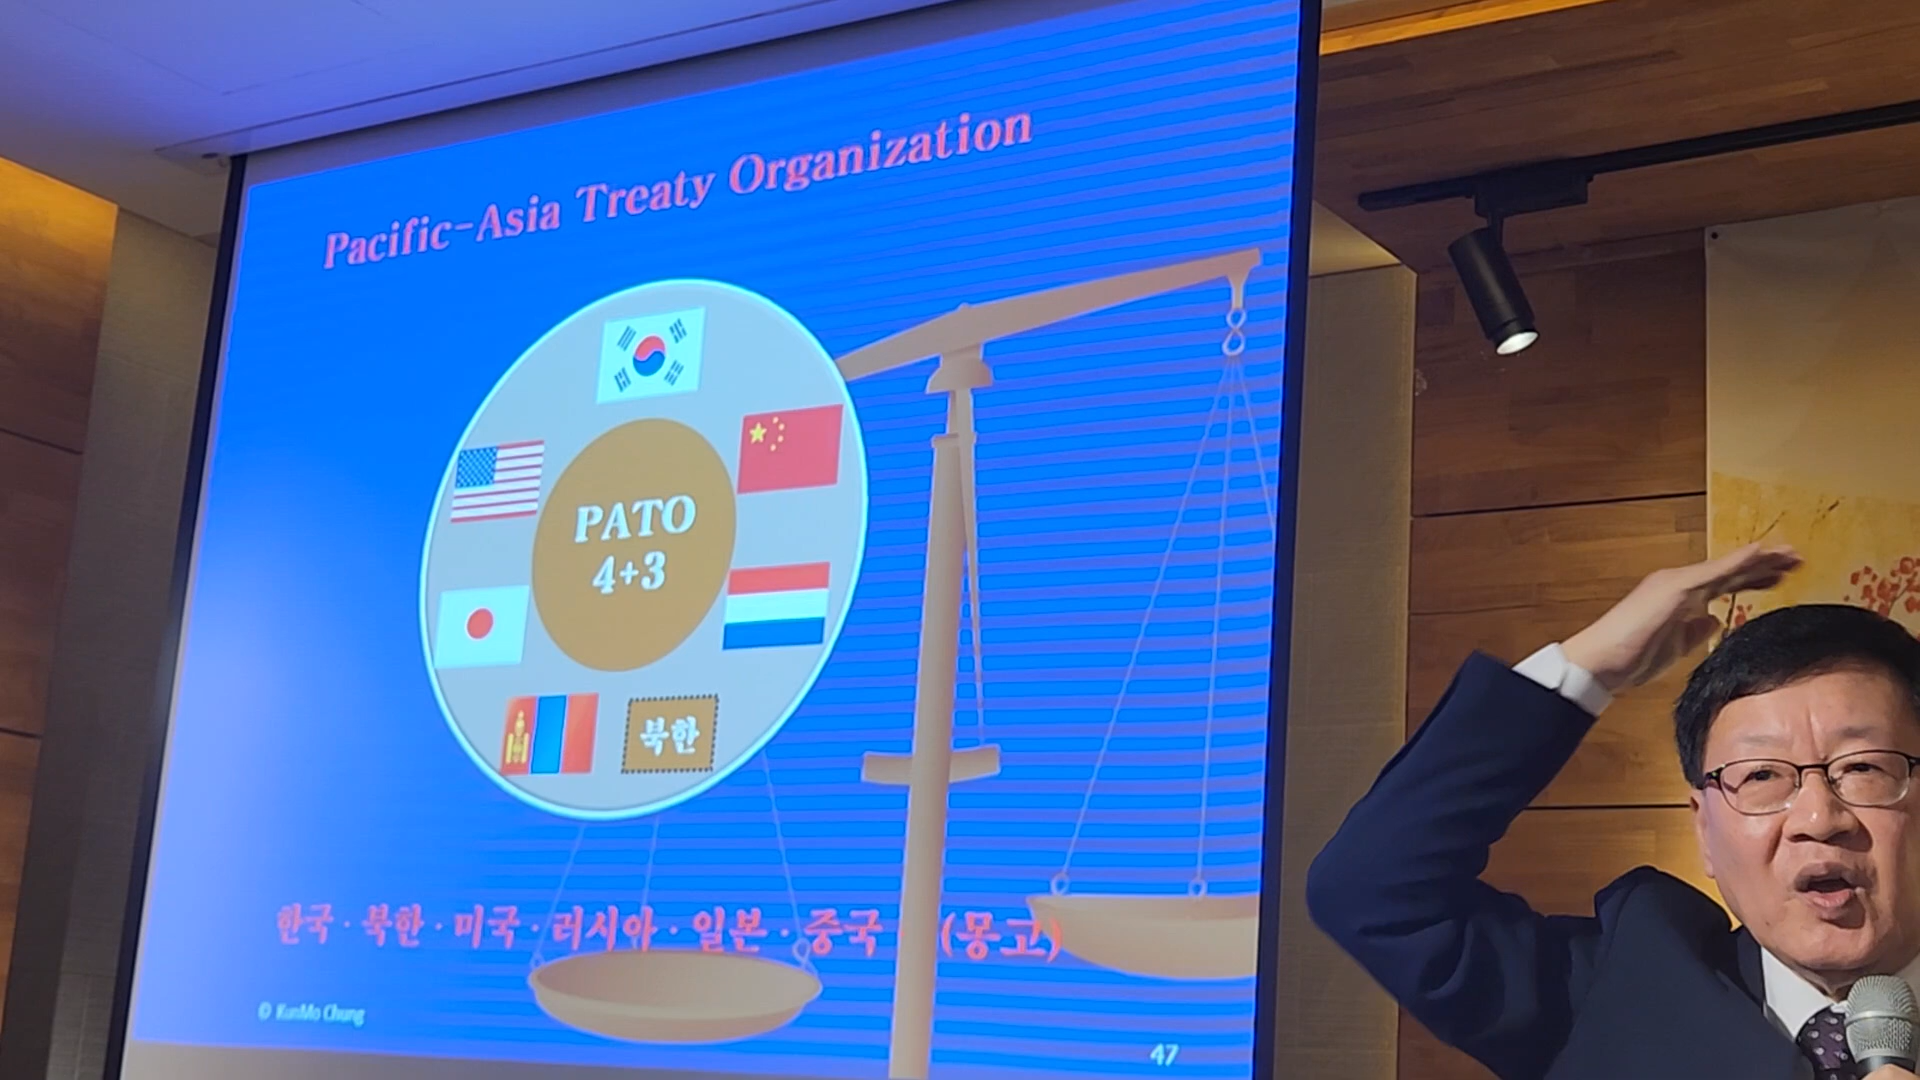 Pacific-Asia Treaty Organization
PATO
4+3
북한
한국 · 북한 · 미국 · 러시아 · 일본 · 중국 (몽고)
© KunMo Chung
47